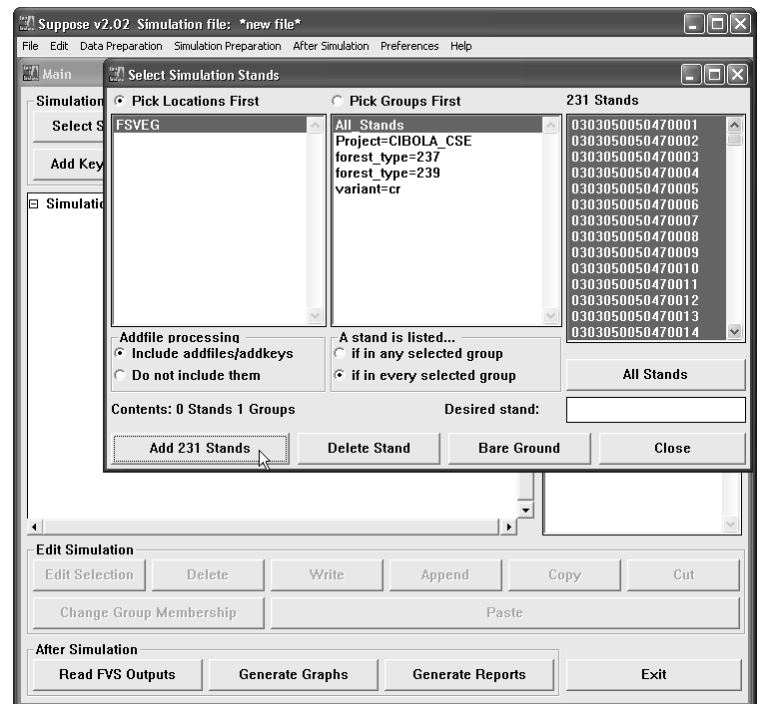 Suppose v2.02 Simulation file: *new file*
File Edit Data Preparation Simulation Preparation After Simulation Preferences Help
Main
Select Simulation Stands
Simulation
Select S
Add Key
Simulatio
Pick Locations First
Pick Groups First
231 Stands
FSVEG
All_Stands
Project=CIBOLA_CSE
forest_type=237
forest_type=239
variant=cr
0303050050470001
0303050050470002
0303050050470003
0303050050470004
0303050050470005
0303050050470006
0303050050470007
0303050050470008
0303050050470009
0303050050470010
0303050050470011
0303050050470012
0303050050470013
0303050050470014
Addfile processing
Include addfiles/addkeys
Do not include them
A stand is listed...
if in any selected group
if in every selected group
All Stands
Contents: 0 Stands 1 Groups
Desired stand:
Add 231 Stands
Delete Stand
Bare Ground
Close
Edit Simulation
Edit Selection
Delete
Write
Append
Copy
Cut
Change Group Membership
Paste
After Simulation
Read FVS Outputs
Generate Graphs
Generate Reports
Exit